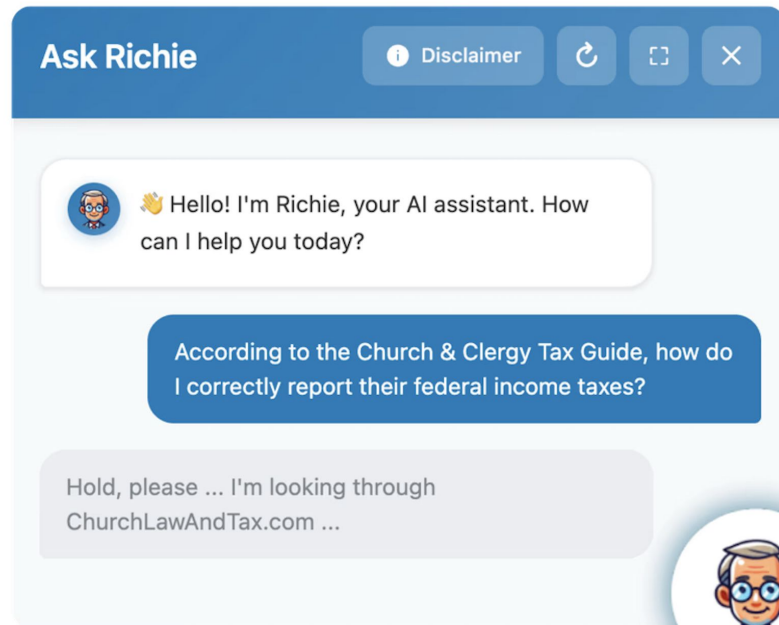 Ask Richie
Disclaimer
👋 Hello! I'm Richie, your AI assistant. How
can I help you today?
According to the Church & Clergy Tax Guide, how do
I correctly report their federal income taxes?
Hold, please ... I'm looking through
ChurchLawAndTax.com ...